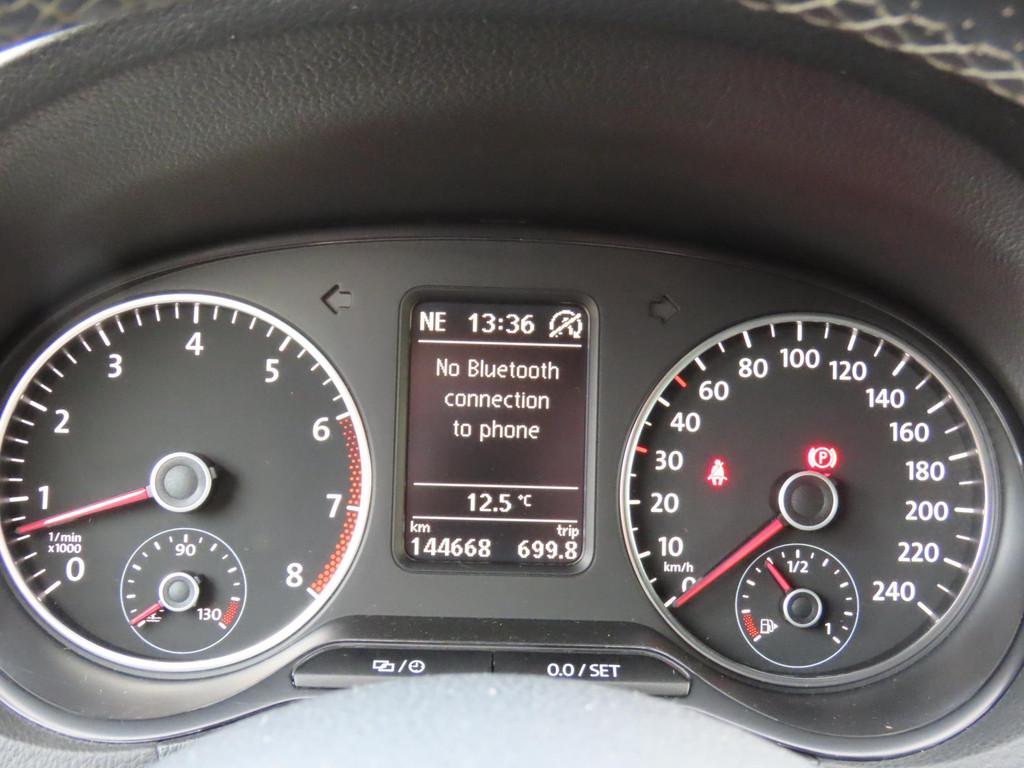 NE 13:36
No Bluetooth
connection
to phone
12.5 °C
km trip
144668 699.8
0
1
2
3
4
5
6
7
8
1/min
x1000
90
130
0
10
20
30
40
60
80
100
120
140
160
180
200
220
240
km/h
P
1/2
1
0.0 / SET